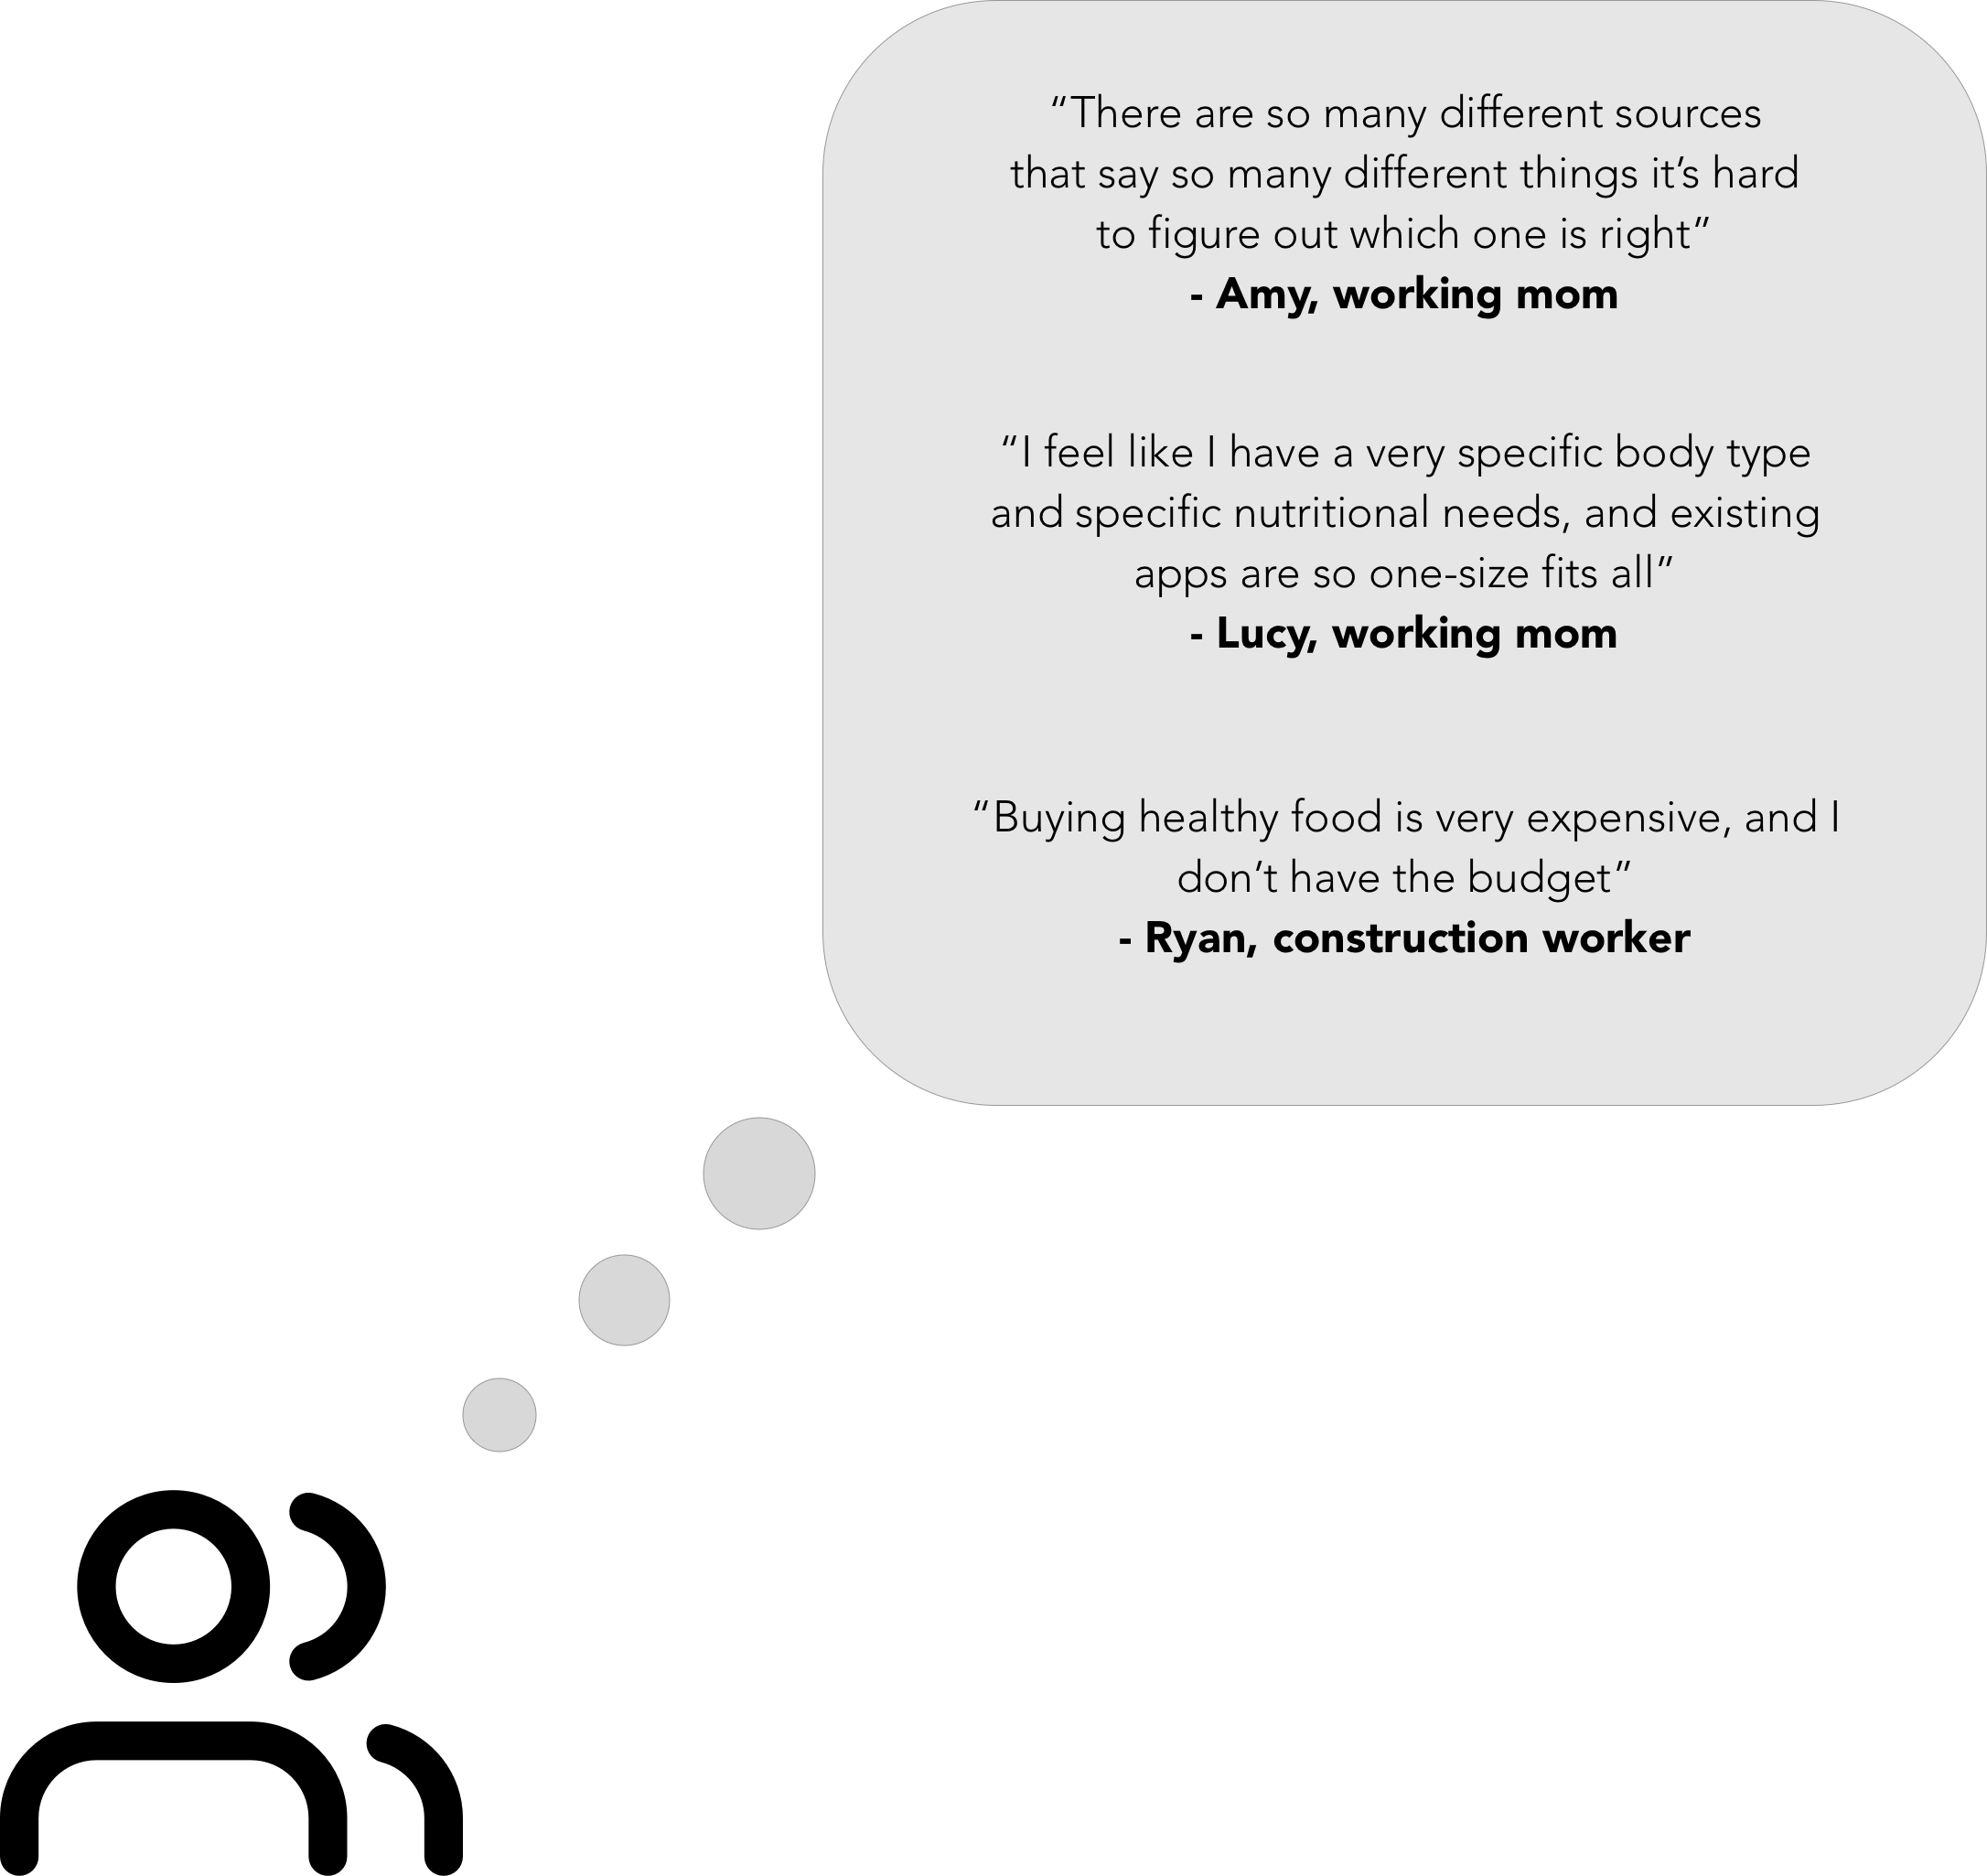 “There are so many different sources
that say so many different things it’s hard
to figure out which one is right”
- Amy, working mom
“I feel like I have a very specific body type
and specific nutritional needs, and existing
apps are so one-size fits all”
- Lucy, working mom
“Buying healthy food is very expensive, and I
don’t have the budget”
- Ryan, construction worker